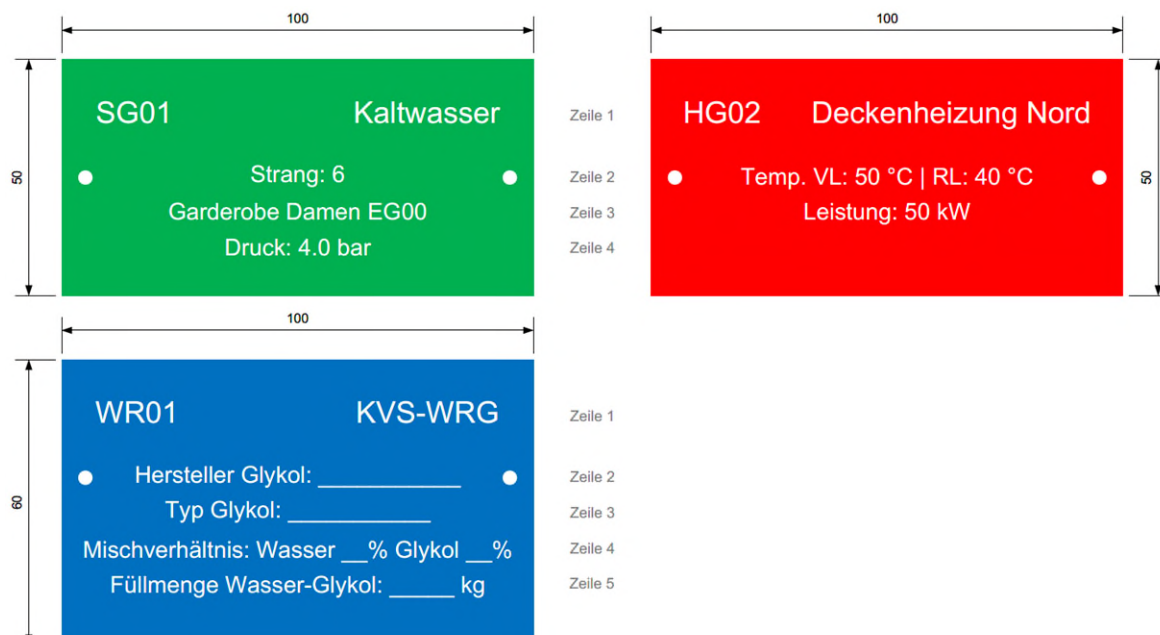 100
100
50
SG01 Kaltwasser
Zeile 1
HG02 Deckenheizung Nord
50
Strang: 6
Zeile 2
Temp. VL: 50 °C | RL: 40 °C
Garderobe Damen EG00
Zeile 3
Leistung: 50 kW
Druck: 4.0 bar
Zeile 4
100
60
WR01 KVS-WRG
Zeile 1
Hersteller Glykol: ___________
Zeile 2
Typ Glykol: ___________
Zeile 3
Mischverhältnis: Wasser __% Glykol __%
Zeile 4
Füllmenge Wasser-Glykol: _____ kg
Zeile 5